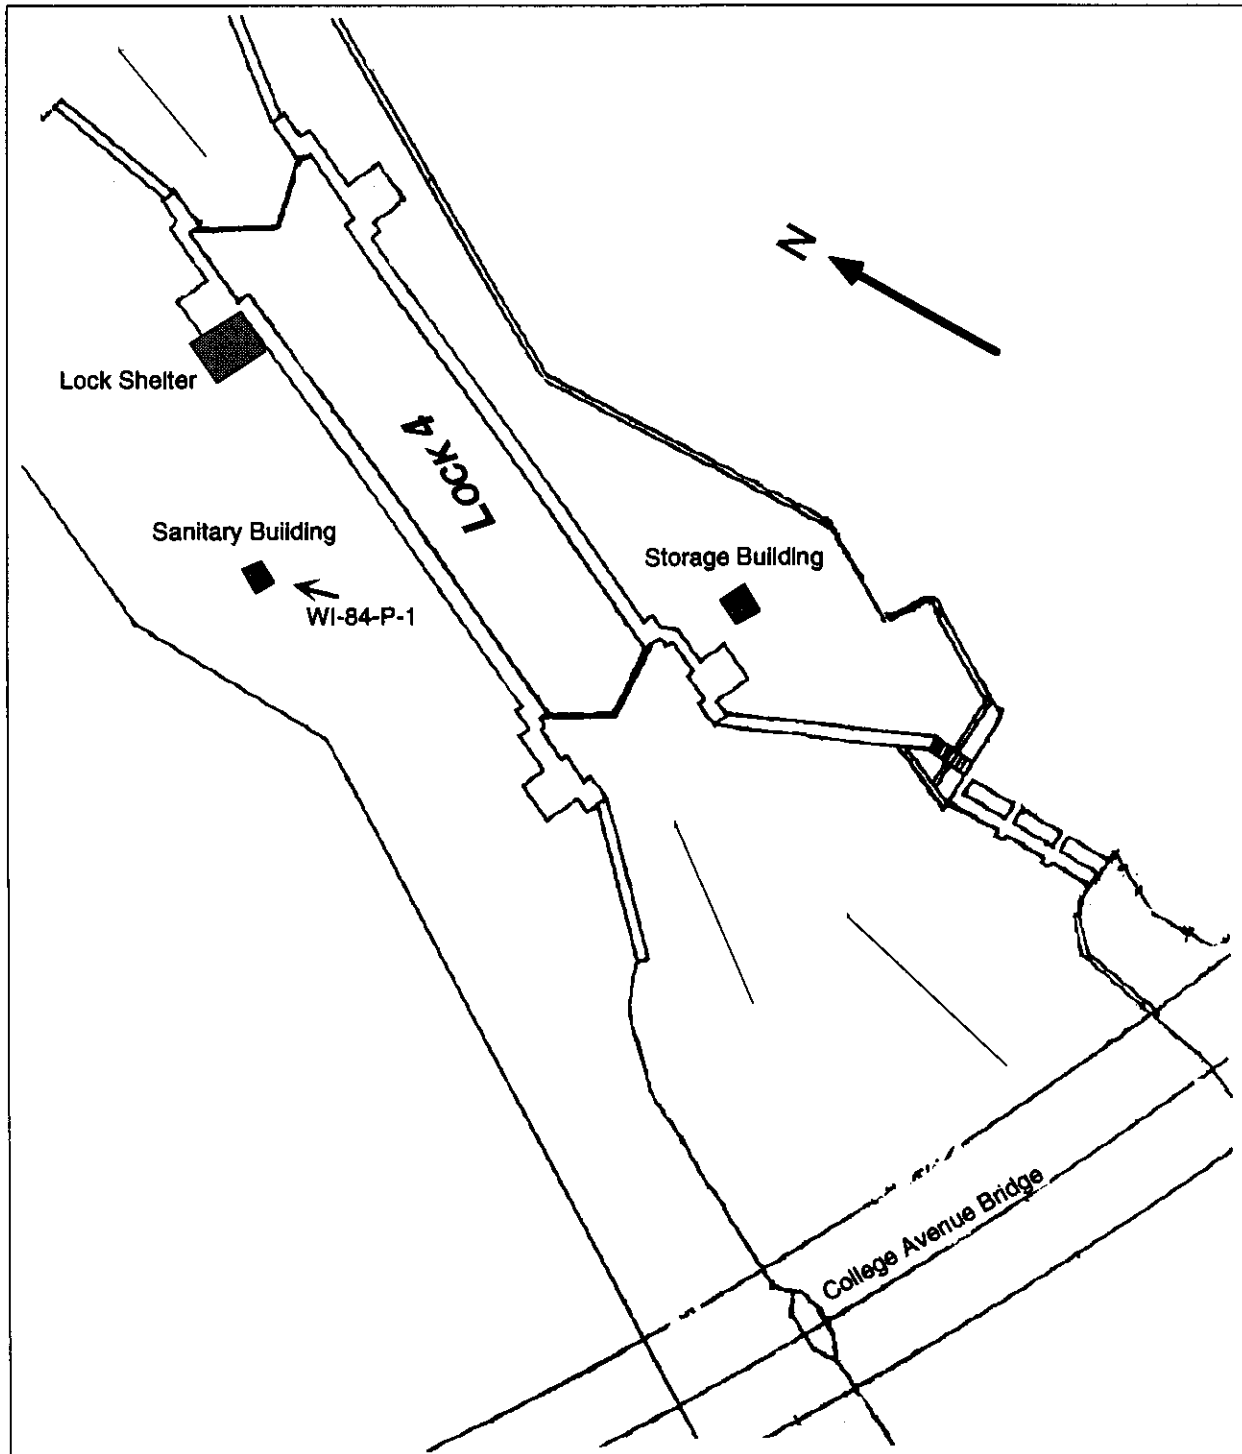 N
Lock Shelter
LOCK 4
Sanitary Building
Storage Building
WI-84-P-1
College Avenue Bridge